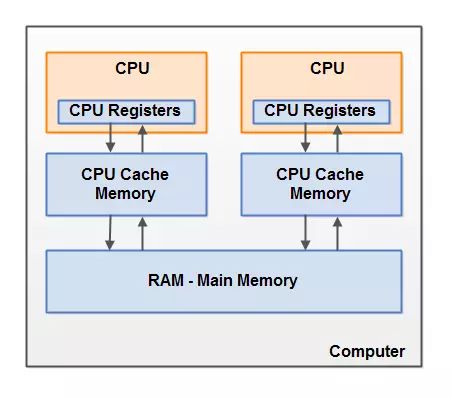 CPU
CPU
CPU Registers
CPU Registers
CPU Cache
Memory
CPU Cache
Memory
RAM - Main Memory
Computer